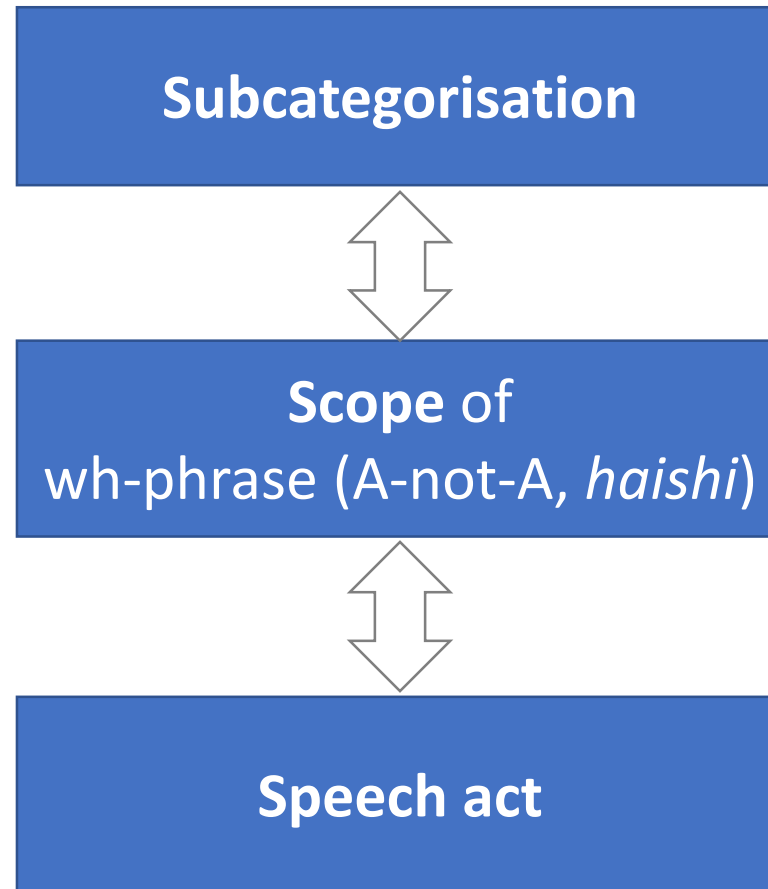 Subcategorisation
Scope of
wh-phrase (A-not-A, haishi)
Speech act